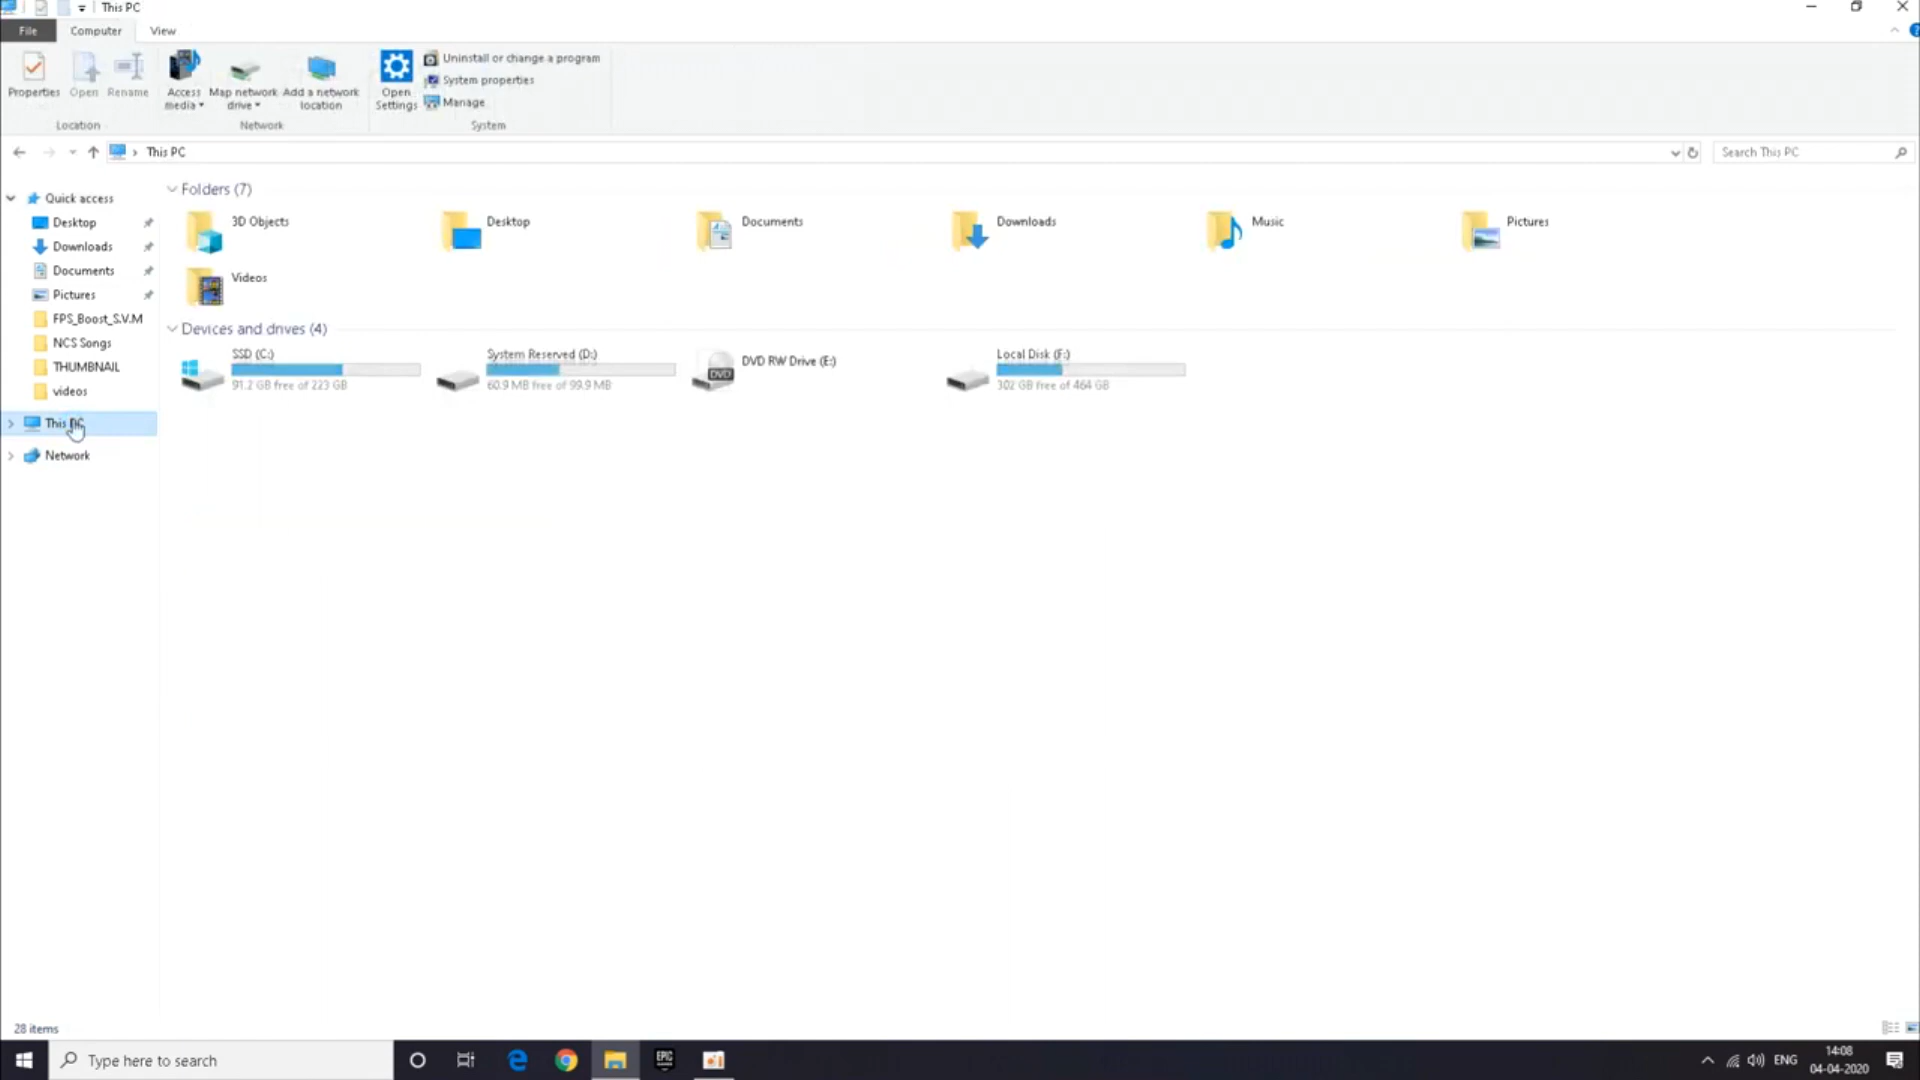 This PC
File Computer View
Properties Open Rename Access media Map network drive Add a network location Open Settings
Uninstall or change a program
System properties
Manage
Location Network System
This PC
Search This PC
Quick access
Desktop
Downloads
Documents
Pictures
FPS_Boost_S.V.M
NCS Songs
THUMBNAIL
videos
This PC
Network
Folders (7)
3D Objects Desktop Documents Downloads Music Pictures
Videos
Devices and drives (4)
SSD (C:)
91.2 GB free of 223 GB
System Reserved (D:)
60.9 MB free of 99.9 MB
DVD RW Drive (E:)
DVD
Local Disk (F:)
302 GB free of 464 GB
28 items
Type here to search
EPIC
ENG
14:08
04-04-2020